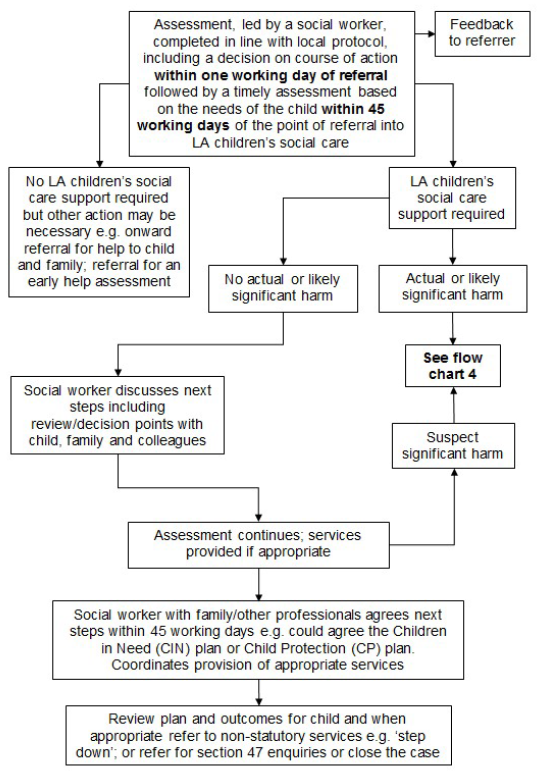 Assessment, led by a social worker,
completed in line with local protocol,
including a decision on course of action
within one working day of referral
followed by a timely assessment based
on the needs of the child within 45
working days of the point of referral into
LA children's social care
Feedback
to referrer
No LA children's social
care support required
but other action may be
necessary e.g. onward
referral for help to child
and family; referral for an
early help assessment
LA children's
social care
support required
No actual or likely
significant harm
Actual or likely
significant harm
See flow
chart 4
Social worker discusses next
steps including
review/decision points with
child, family and colleagues
Suspect
significant harm
Assessment continues; services
provided if appropriate
Social worker with family/other professionals agrees next
steps within 45 working days e.g. could agree the Children
in Need (CIN) plan or Child Protection (CP) plan.
Coordinates provision of appropriate services
Review plan and outcomes for child and when
appropriate refer to non-statutory services e.g. 'step
down'; or refer for section 47 enquiries or close the case